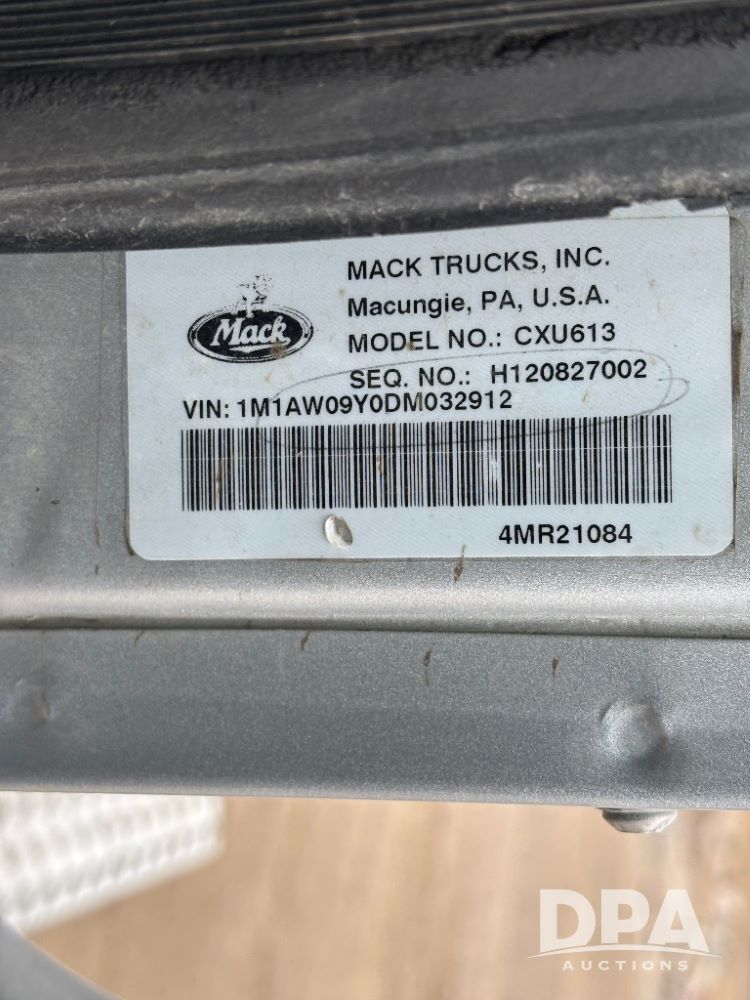 Mack
MACK TRUCKS, INC.
Macungie, PA, U.S.A.
MODEL NO.: CXU613
SEQ. NO.: H120827002
VIN: 1M1AW09Y0DM032912
4MR21084
DPA
AUCTIONS